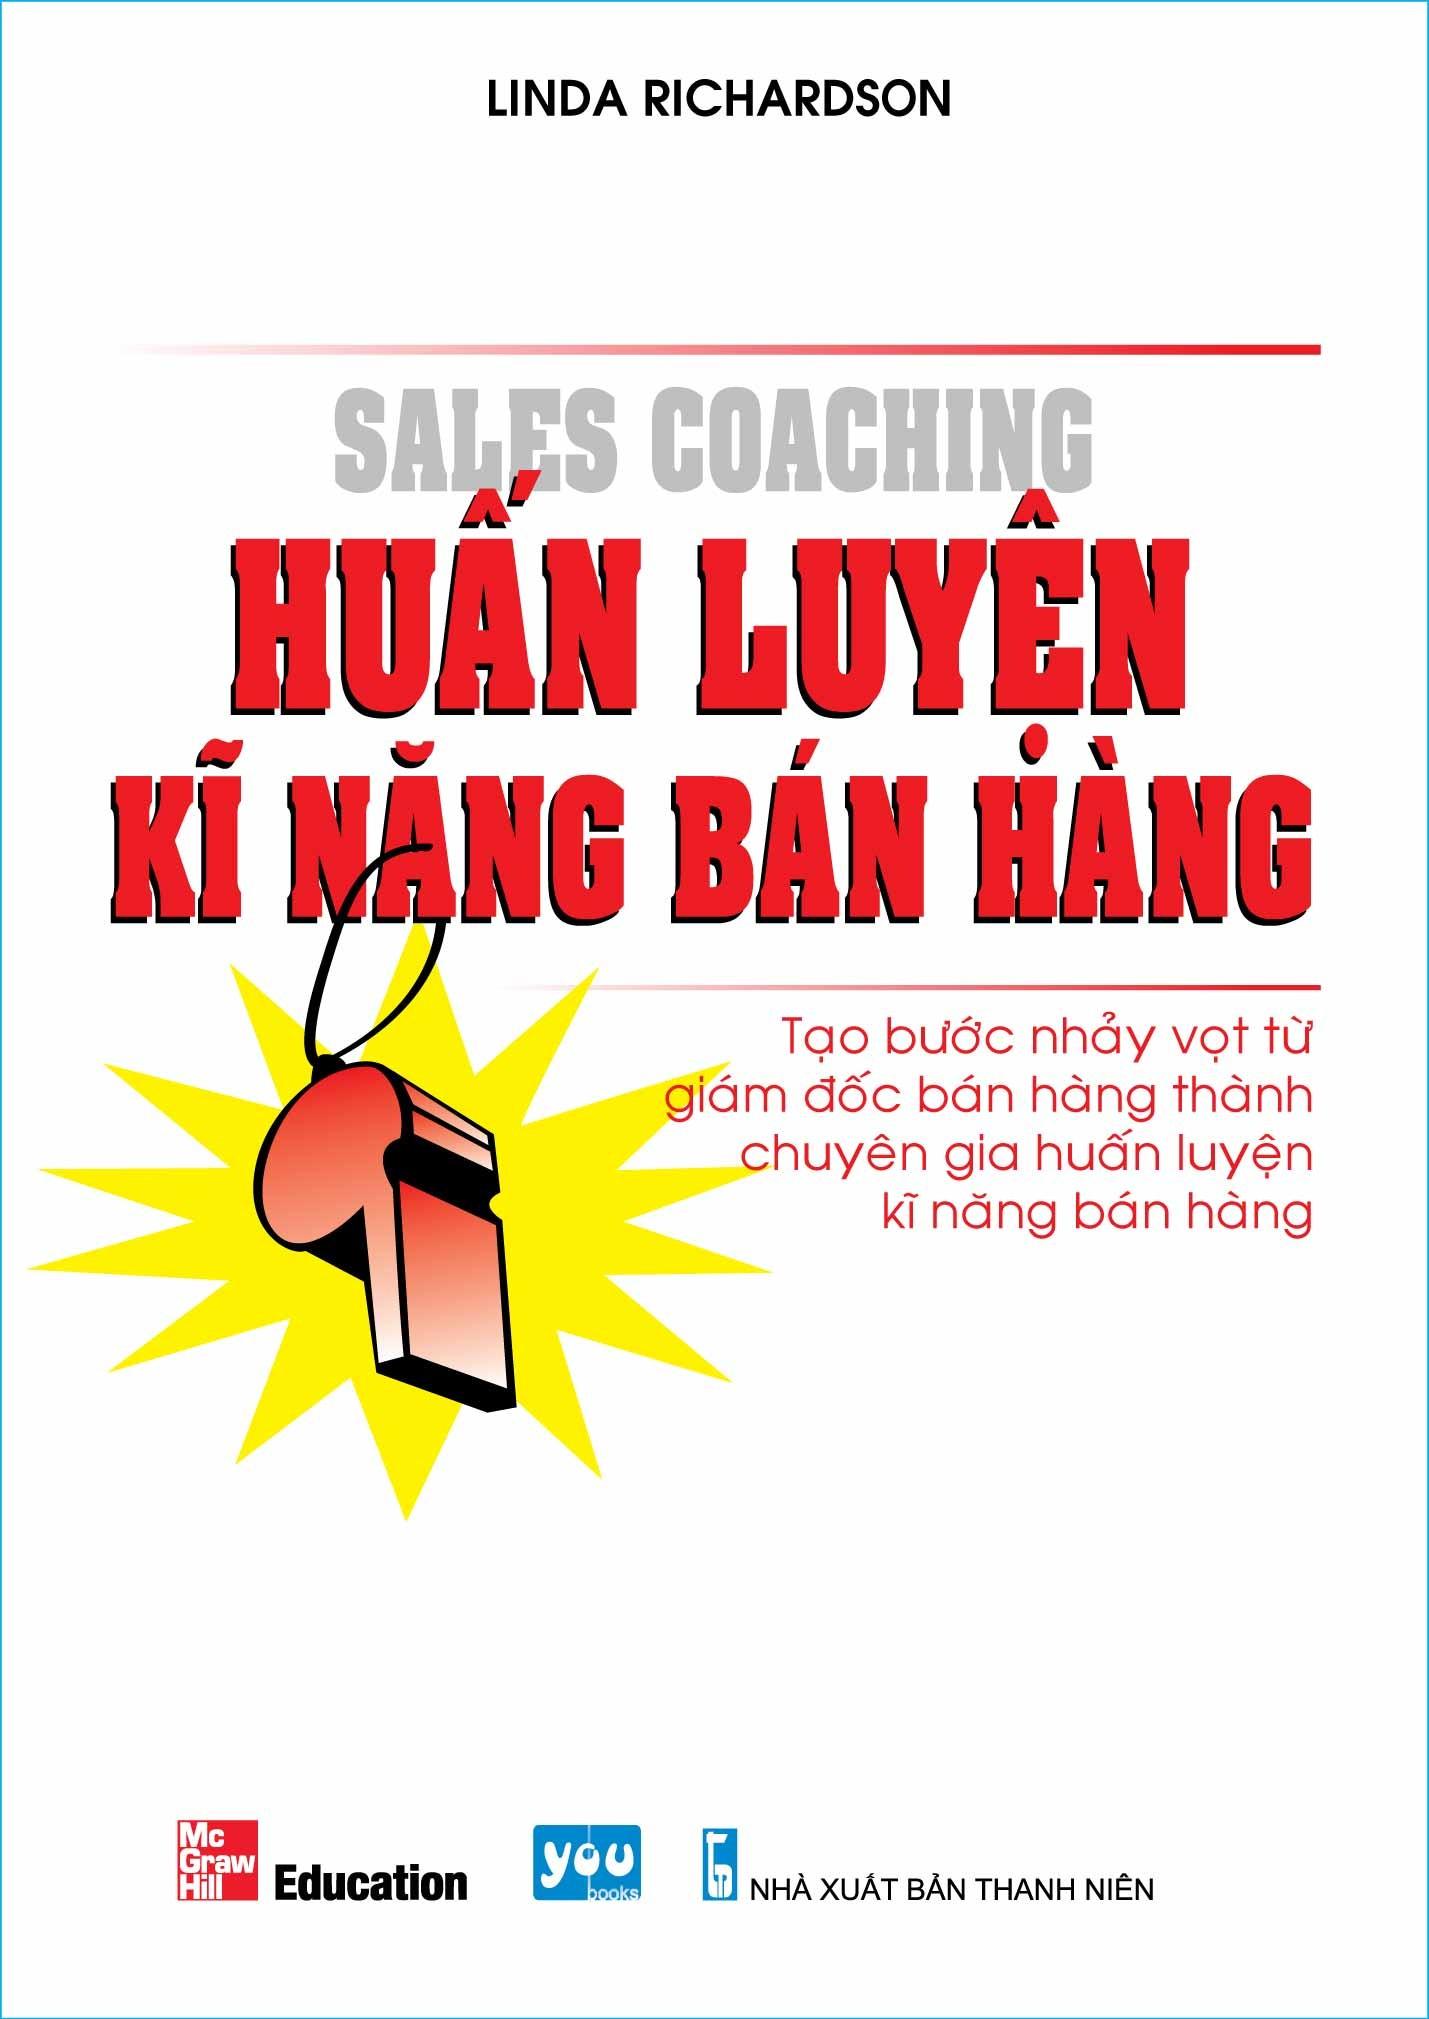 LINDA RICHARDSON
SALES COACHING
HUẤN LUYỆN
KĨ NĂNG BÁN HÀNG
Tạo bước nhảy vọt từ
giám đốc bán hàng thành
chuyên gia huấn luyện
kĩ năng bán hàng
Mc
Graw
Hill
Education
you
books
NHÀ XUẤT BẢN THANH NIÊN